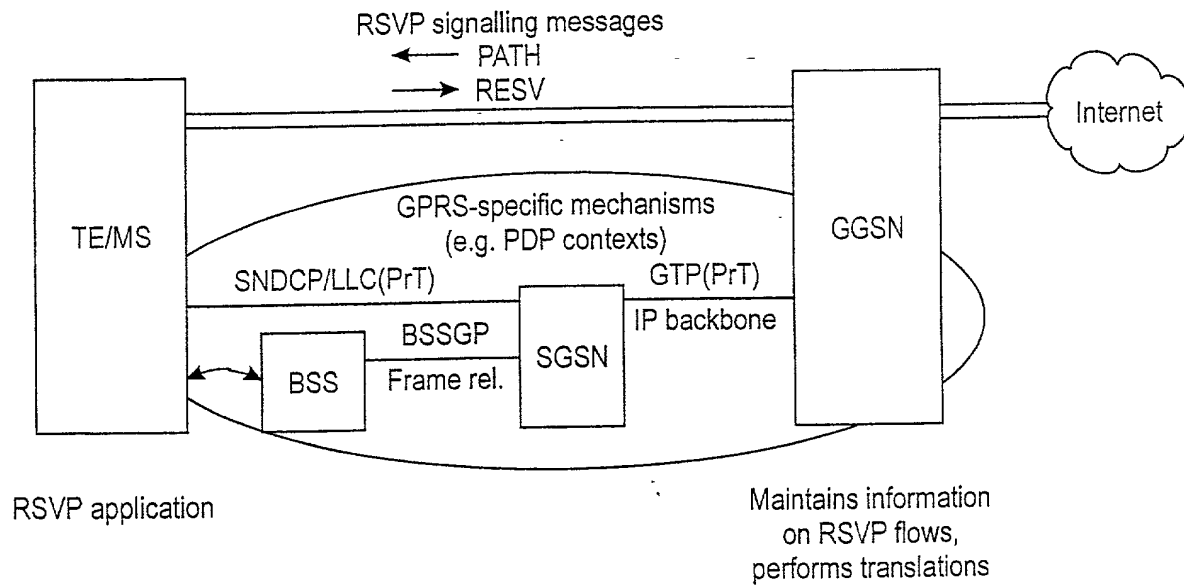 RSVP signalling messages
PATH
RESV
Internet
TE/MS
GPRS-specific mechanisms
(e.g. PDP contexts)
GGSN
SNDCP/LLC(PrT)
GTP(PrT)
IP backbone
BSSGP
SGSN
BSS
Frame rel.
RSVP application
Maintains information
on RSVP flows,
performs translations